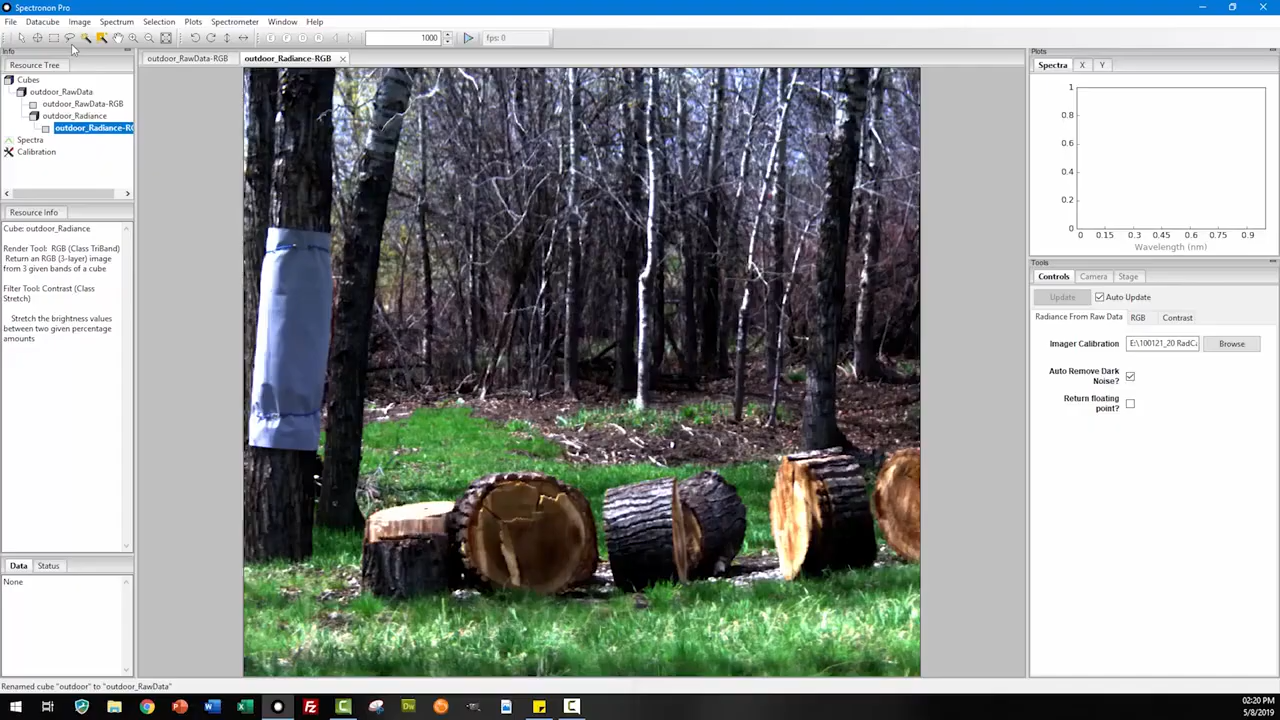 Spectronon Pro
File Datacube Image Spectrum Selection Plots Spectrometer Window Help
1000 fps: 0
Info
Resource Tree
Cubes
outdoor_RawData
outdoor_RawData-RGB
outdoor_Radiance
outdoor_Radiance-RG
Spectra
Calibration
Resource Info
Cube: outdoor_Radiance
Render Tool: RGB (Class TriBand)
Return an RGB (3-layer) image
from 3 given bands of a cube
Filter Tool: Contrast (Class
Stretch)
Stretch the brightness values
between two given percentage
amounts
Data Status
None
outdoor_RawData-RGB outdoor_Radiance-RGB
Plots
Spectra X Y
1
0.8
0.6
0.4
0.2
0
0 0.15 0.3 0.45 0.6 0.75 0.9
Wavelength (nm)
Tools
Controls Camera Stage
Update Auto Update
Radiance From Raw Data RGB Contrast
Imager Calibration E:\100121_20 RadCa Browse
Auto Remove Dark
Noise?
Return floating
point?
Renamed cube "outdoor" to "outdoor_RawData"
02:20 PM
5/8/2019